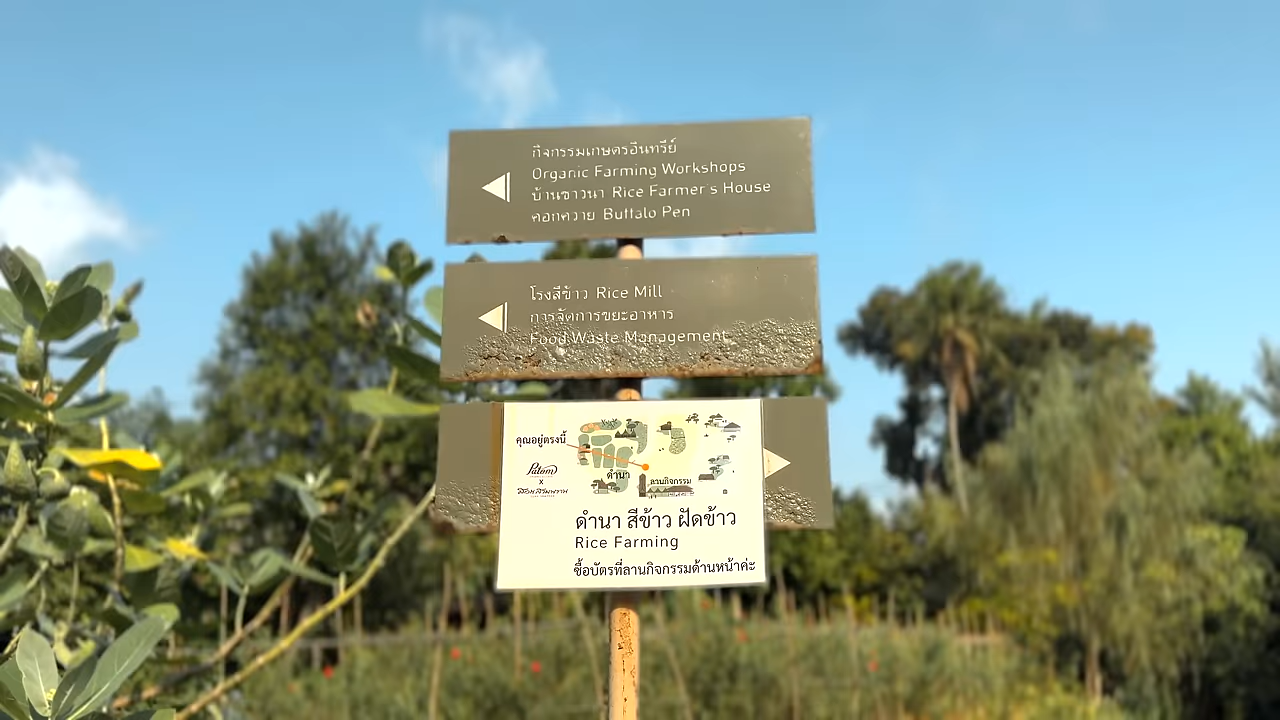 กิจกรรมเกษตรอินทรีย์
Organic Farming Workshops
บ้านชาวนา Rice Farmer's House
คอกควาย Buffalo Pen
โรงสีข้าว Rice Mill
การจัดการขยะอาหาร
Food Waste Management
คุณอยู่ตรงนี้
Patom
x
ดำนา
ลานกิจกรรม
ดำนา สีข้าว ฝัดข้าว
Rice Farming
ซื้อบัตรที่ลานกิจกรรมด้านหน้าค่ะ